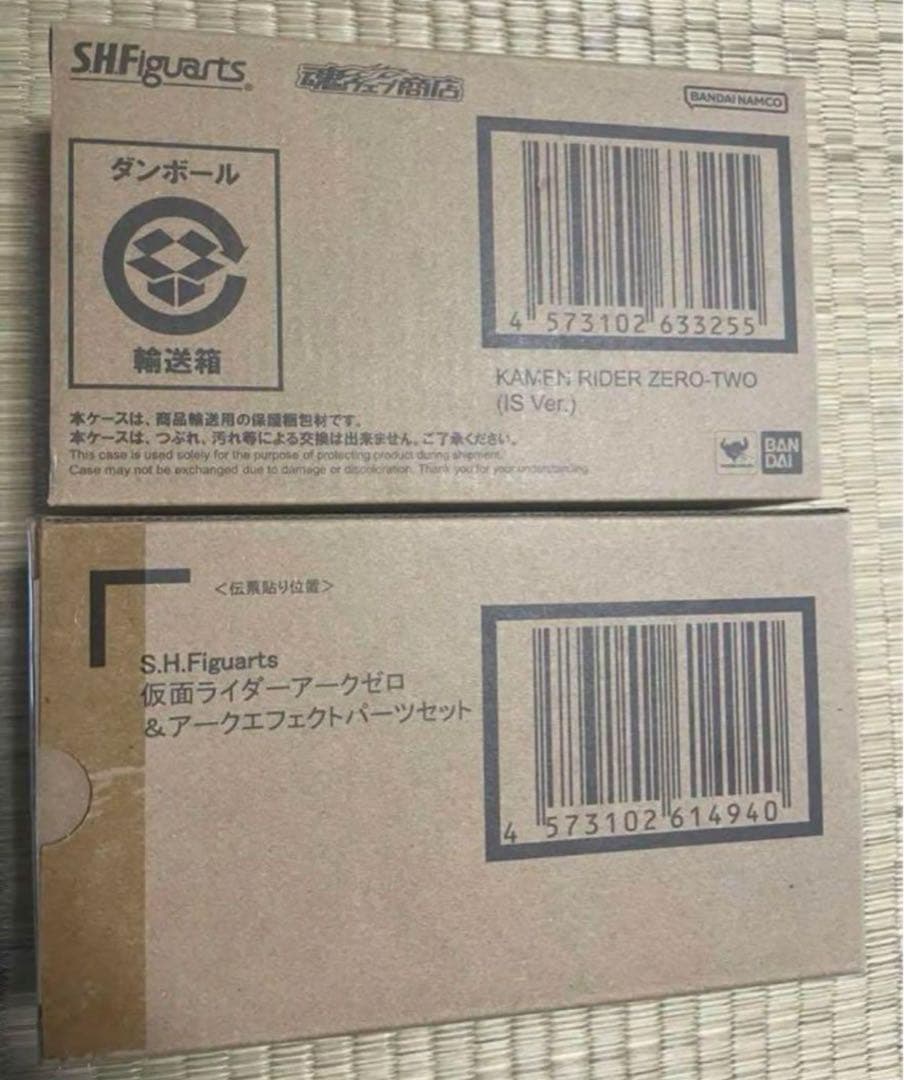 S.H.Figuarts
魂ウェブ商店
BANDAI NAMCO
ダンボール
輸送箱
4 573102 633255
KAMEN RIDER ZERO-TWO
(IS Ver.)
本ケースは、商品輸送用の保護梱包材です。
本ケースは、つぶれ、汚れ等による交換は出来ません。ご了承ください。
This case is used solely for the purpose of protecting product during shipment.
Case may not be exchanged due to damage or discoloration. Thank you for your understanding.
BAN
DAI
<伝票貼り位置>
S.H.Figuarts
仮面ライダーアークゼロ
&アークエフェクトパーツセット
4 573102 614940